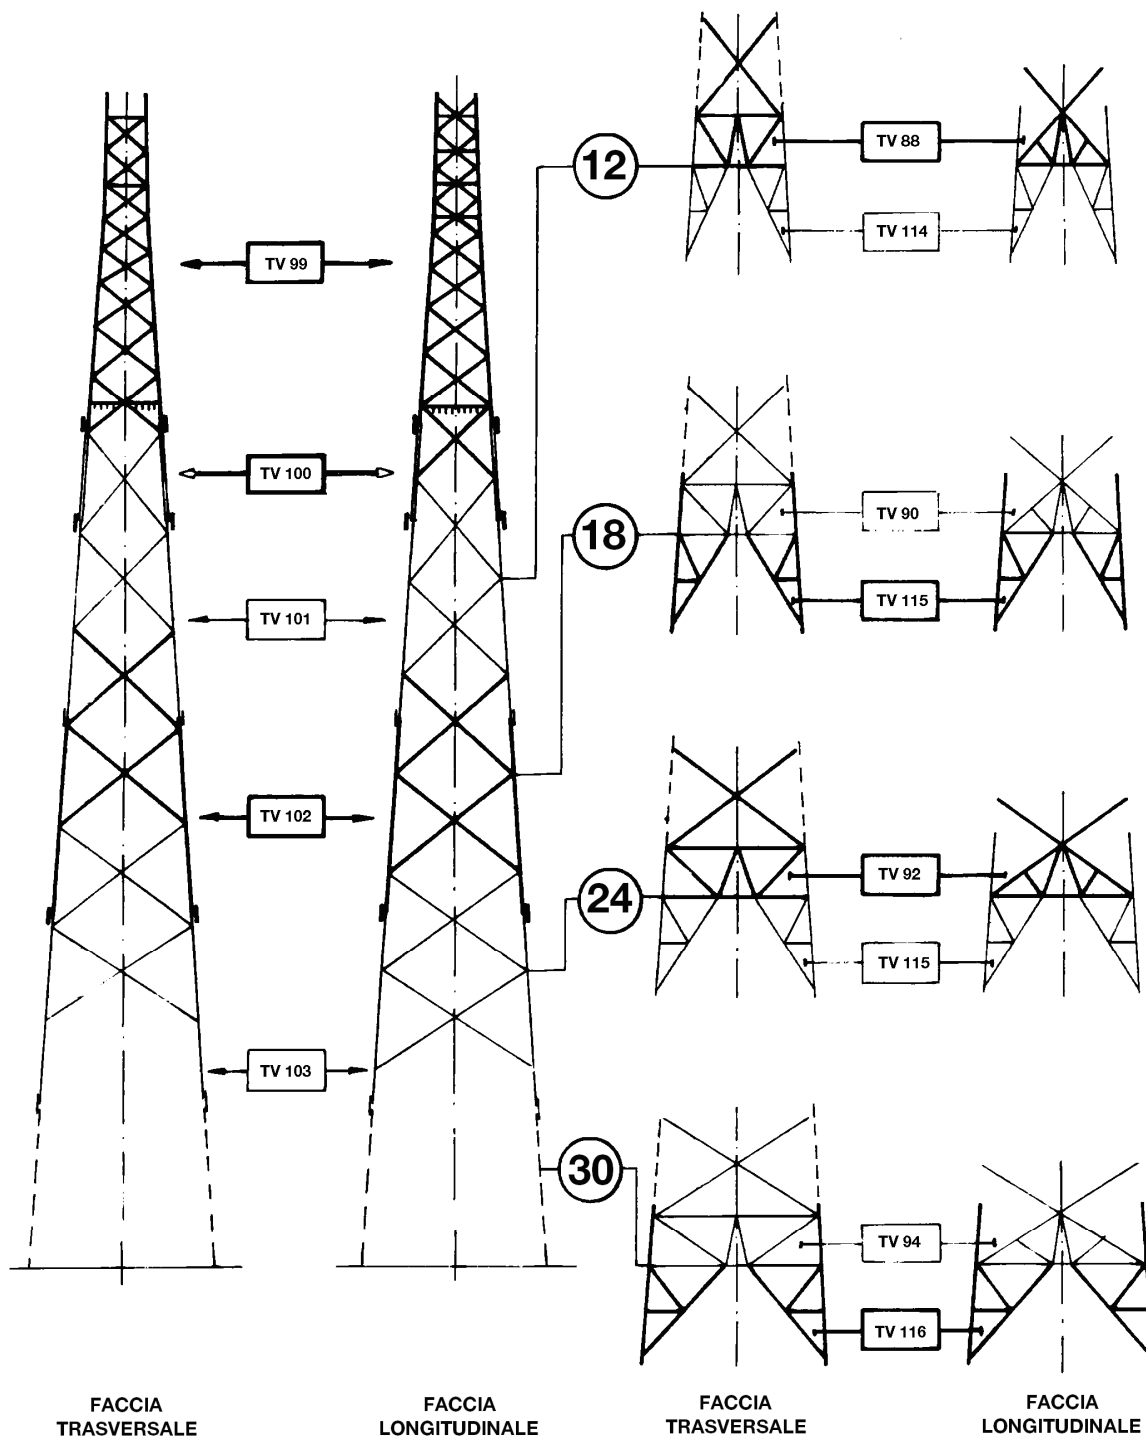 TV 99
TV 100
TV 101
TV 102
TV 103
12
TV 88
TV 114
18
TV 90
TV 115
24
TV 92
TV 115
30
TV 94
TV 116
FACCIA
TRASVERSALE
FACCIA
LONGITUDINALE
FACCIA
TRASVERSALE
FACCIA
LONGITUDINALE